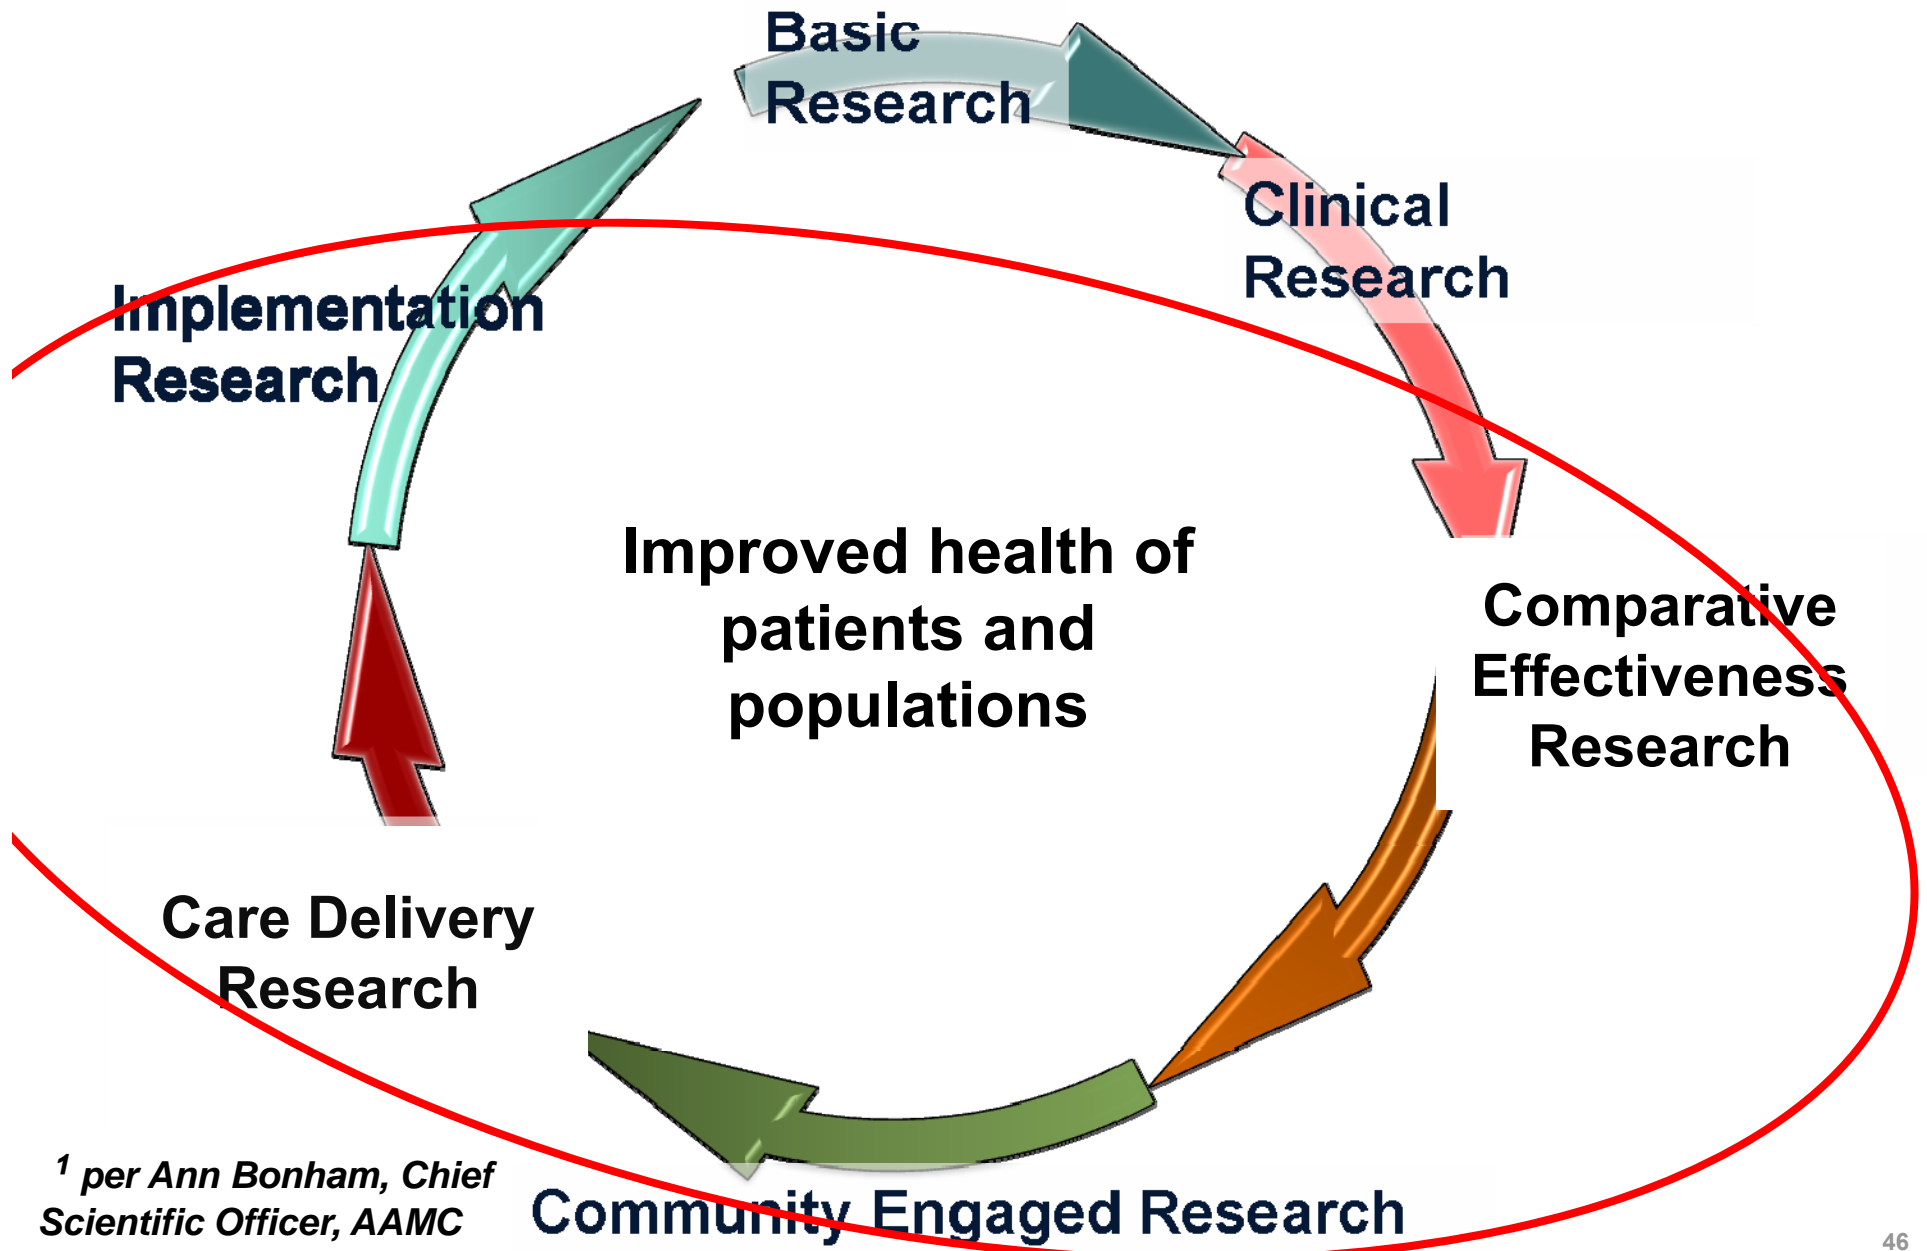 Basic
Research
Clinical
Research
Implementation
Research
Improved health of
patients and
populations
Comparative
Effectiveness
Research
Care Delivery
Research
Community Engaged Research
1 per Ann Bonham, Chief
Scientific Officer, AAMC
46